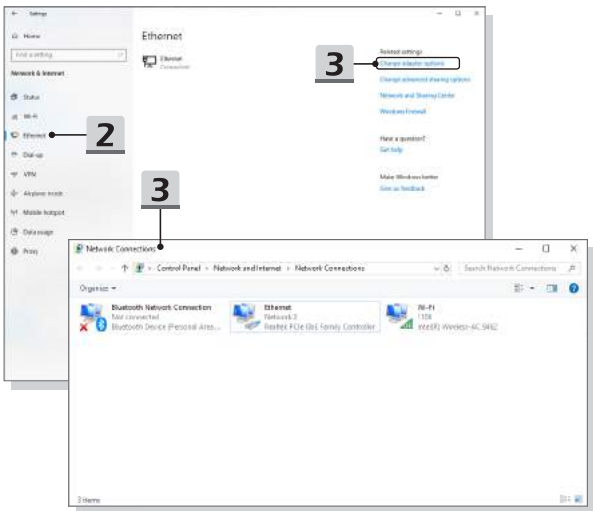 Settings
Home
Find a setting
Network & Internet
Status
Wi-Fi
Ethernet
Dial-up
VPN
Airplane mode
Mobile hotspot
Data usage
Proxy
2
Ethernet
Ethernet
Connected
3
Related settings
Change adapter options
Change advanced sharing options
Network and Sharing Center
Windows Firewall
Have a question?
Get help
Make Windows better
Give us feedback
3
Network Connections
Control Panel › Network and Internet › Network Connections
Search Network Connections
Organize
Bluetooth Network Connection
Not connected
Bluetooth Device (Personal Area...
Ethernet
Network 2
Realtek PCIe GbE Family Controller
Wi-Fi
Intel(R) Wireless-AC 9462
3 items